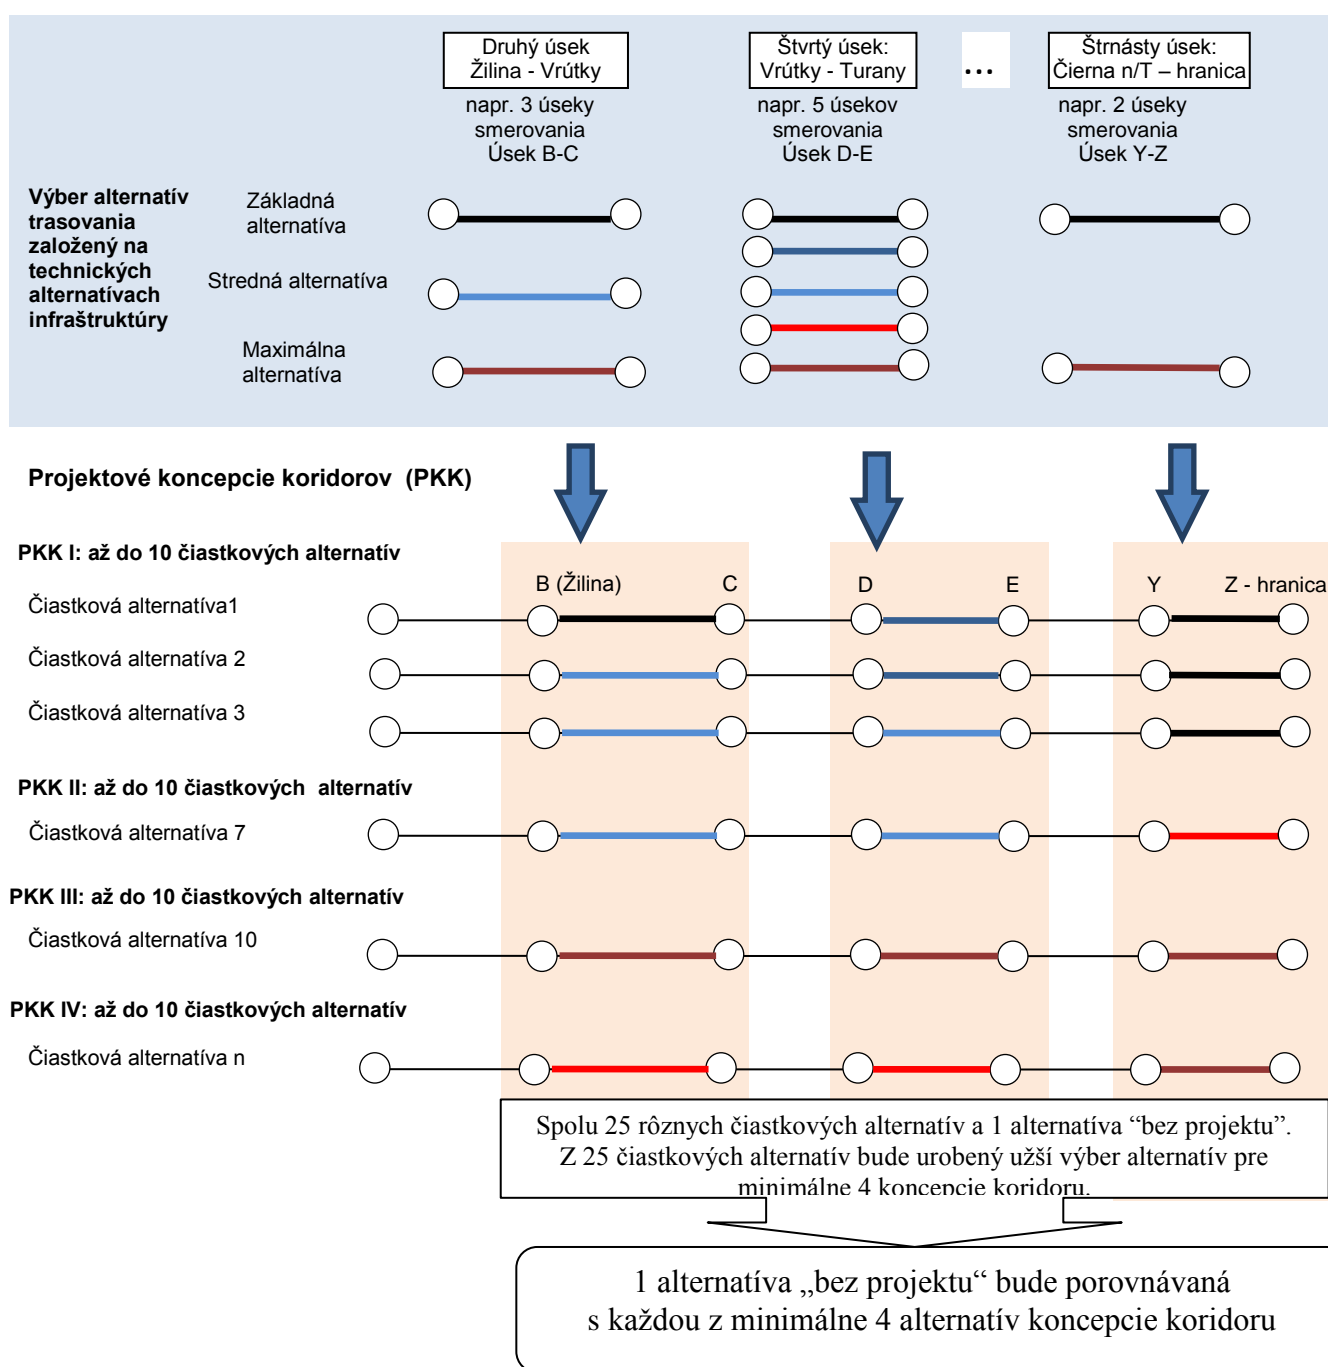 Druhý úsek
Žilina - Vrútky
Štvrtý úsek:
Vrútky - Turany
...
Štrnásty úsek:
Čierna n/T – hranica
napr. 3 úseky
smerovania
Úsek B-C
napr. 5 úsekov
smerovania
Úsek D-E
napr. 2 úseky
smerovania
Úsek Y-Z
Výber alternatív
trasovania
založený na
technických
alternatívach
infraštruktúry
Základná
alternatíva
Stredná alternatíva
Maximálna
alternatíva
Projektové koncepcie koridorov  (PKK)
PKK I: až do 10 čiastkových alternatív
B (Žilina)
C
D
E
Y
Z - hranica
Čiastková alternatíva1
Čiastková alternatíva 2
Čiastková alternatíva 3
PKK II: až do 10 čiastkových  alternatív
Čiastková alternatíva 7
PKK III: až do 10 čiastkových alternatív
Čiastková alternatíva 10
PKK IV: až do 10 čiastkových alternatív
Čiastková alternatíva n
Spolu 25 rôznych čiastkových alternatív a 1 alternatíva “bez projektu”.
Z 25 čiastkových alternatív bude urobený užší výber alternatív pre
minimálne 4 koncepcie koridoru.
1 alternatíva „bez projektu“ bude porovnávaná
s každou z minimálne 4 alternatív koncepcie koridoru